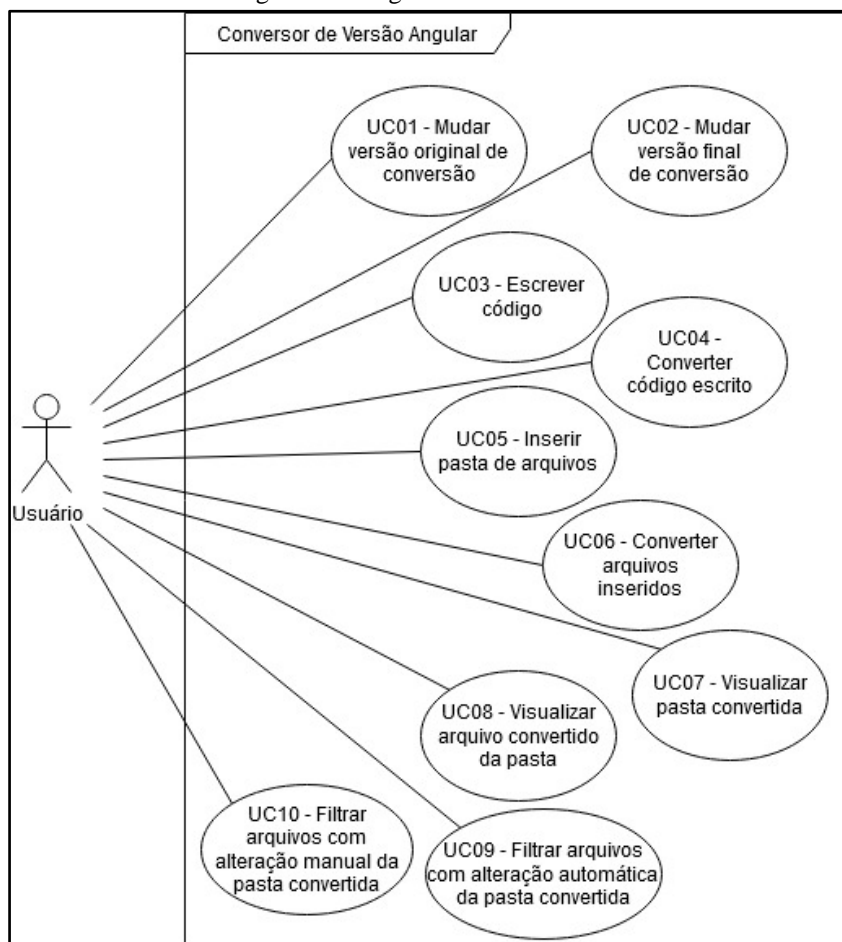 Conversor de Versão Angular
UC01 - Mudar
versão original de
conversão
UC02 - Mudar
versão final
de conversão
UC03 - Escrever
código
UC04 -
Converter
código escrito
UC05 - Inserir
pasta de arquivos
Usuário
UC06 - Converter
arquivos
inseridos
UC07 - Visualizar
pasta convertida
UC08 - Visualizar
arquivo convertido
da pasta
UC10 - Filtrar
arquivos com
alteração manual da
pasta convertida
UC09 - Filtrar arquivos
com alteração automática
da pasta convertida